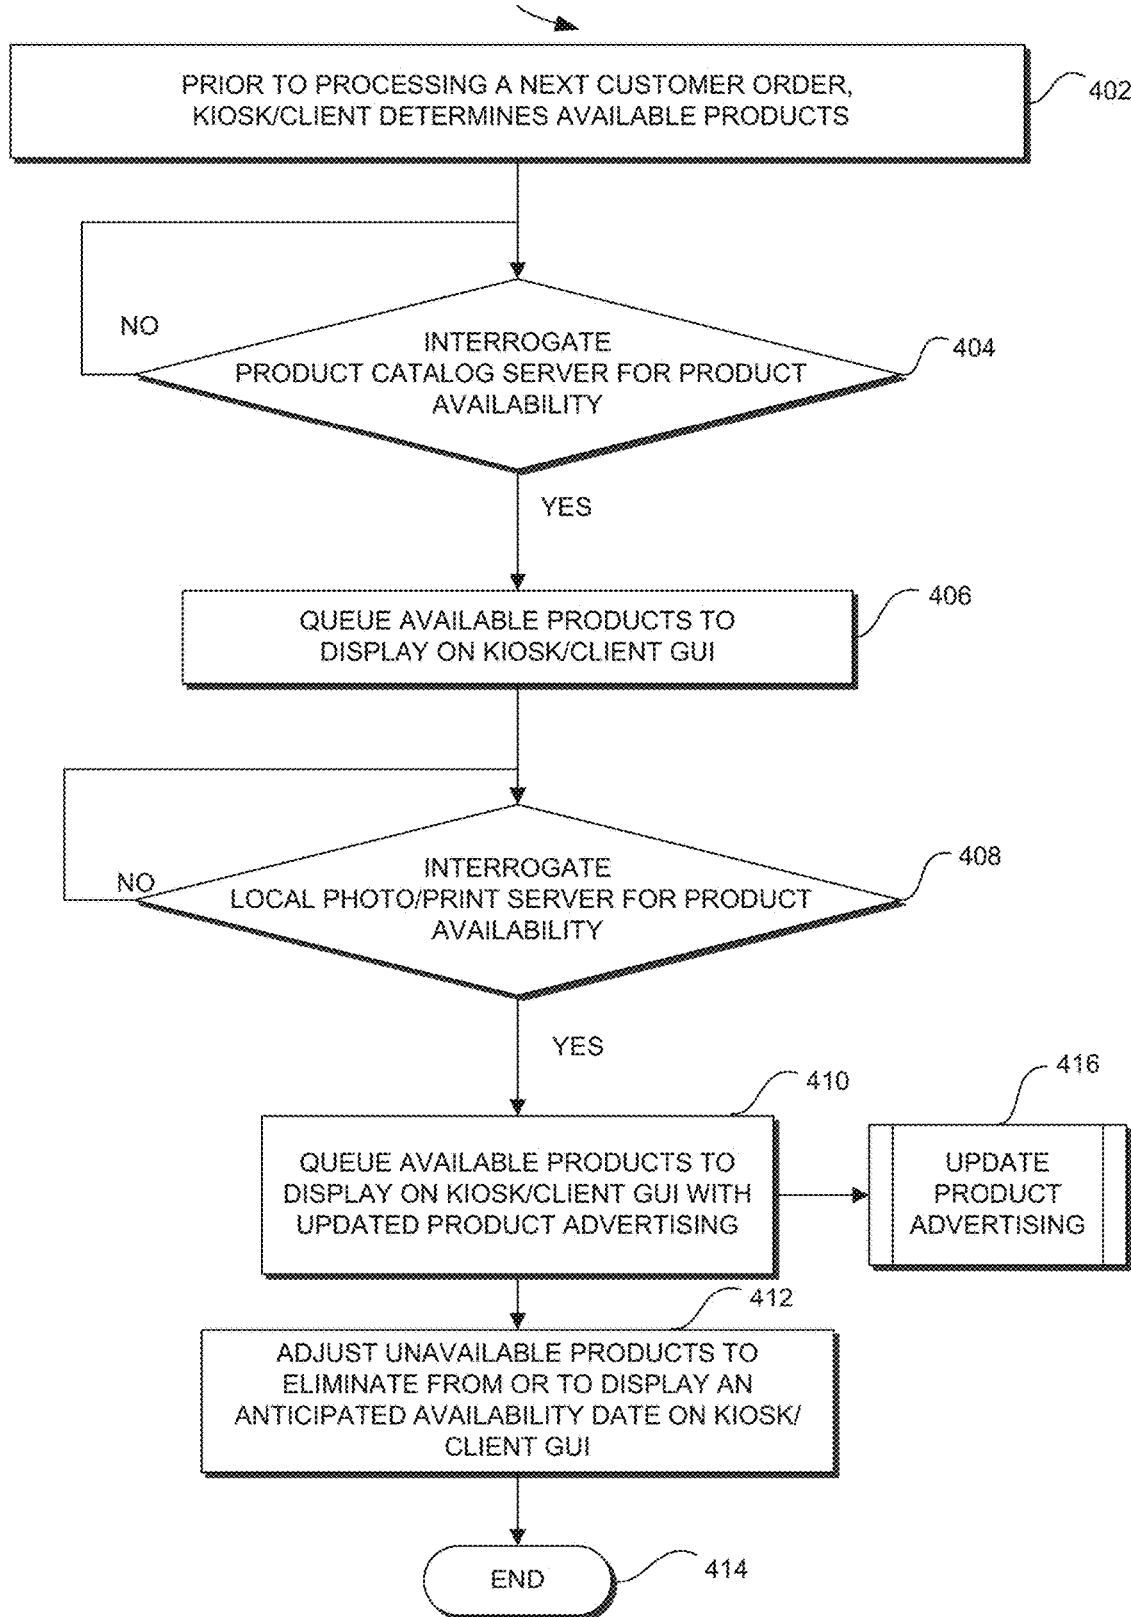 PRIOR TO PROCESSING A NEXT CUSTOMER ORDER,
KIOSK/CLIENT DETERMINES AVAILABLE PRODUCTS
402
NO
INTERROGATE
PRODUCT CATALOG SERVER FOR PRODUCT
AVAILABILITY
404
YES
QUEUE AVAILABLE PRODUCTS TO
DISPLAY ON KIOSK/CLIENT GUI
406
NO
INTERROGATE
LOCAL PHOTO/PRINT SERVER FOR PRODUCT
AVAILABILITY
408
YES
410
QUEUE AVAILABLE PRODUCTS TO
DISPLAY ON KIOSK/CLIENT GUI WITH
UPDATED PRODUCT ADVERTISING
416
UPDATE
PRODUCT
ADVERTISING
412
ADJUST UNAVAILABLE PRODUCTS TO
ELIMINATE FROM OR TO DISPLAY AN
ANTICIPATED AVAILABILITY DATE ON KIOSK/
CLIENT GUI
END
414